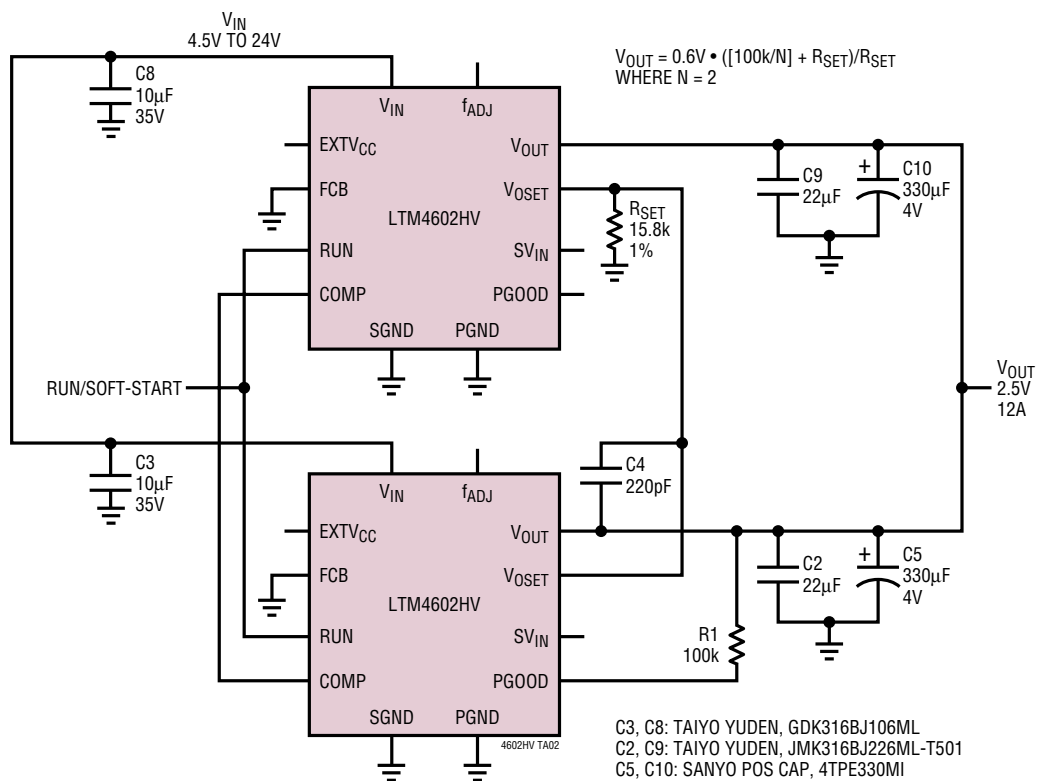 VIN
4.5V TO 24V
C8
10µF
35V
VOUT = 0.6V • ([100k/N] + RSET)/RSET
WHERE N = 2
VIN
fADJ
EXTVCC
VOUT
FCB
VOSET
LTM4602HV
RUN
SVIN
COMP
PGOOD
SGND
PGND
RSET
15.8k
1%
C9
22µF
+
C10
330µF
4V
RUN/SOFT-START
VOUT
2.5V
12A
C3
10µF
35V
C4
220pF
VIN
fADJ
EXTVCC
VOUT
FCB
VOSET
LTM4602HV
RUN
SVIN
COMP
PGOOD
SGND
PGND
4602HV TA02
R1
100k
C2
22µF
+
C5
330µF
4V
C3, C8: TAIYO YUDEN, GDK316BJ106ML
C2, C9: TAIYO YUDEN, JMK316BJ226ML-T501
C5, C10: SANYO POS CAP, 4TPE330MI